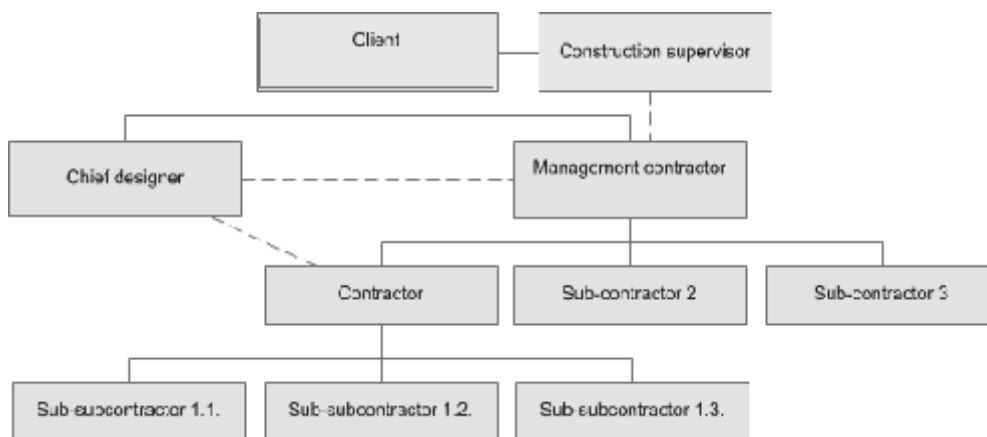 Client
Construction supervisor
Chief designer
Management contractor
Contractor
Sub-contractor 2
Sub-contractor 3
Sub-subcontractor 1.1.
Sub-subcontractor 1.2.
Sub-subcontractor 1.3.